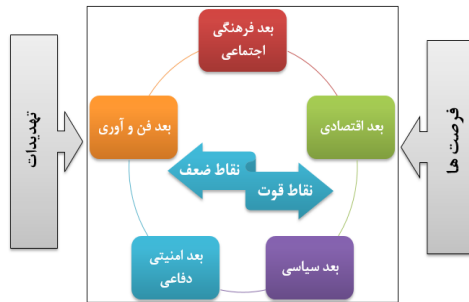 بعد فرهنگی
اجتماعی
فرصت ها
بعد اقتصادی
بعد فن و آوری
تهدیدات
نقاط ضعف
نقاط قوت
بعد سیاسی
بعد امنیتی
دفاعی